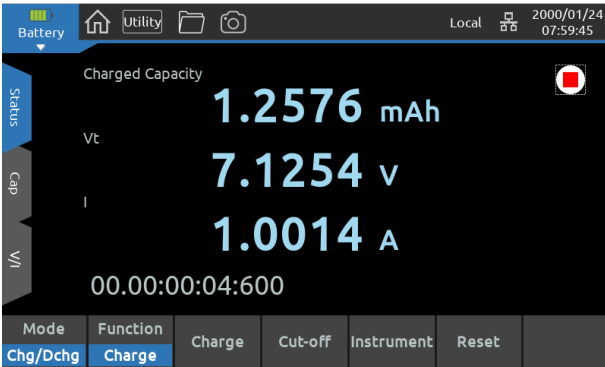 Battery
Utility
Local
2000/01/24
07:59:45
Status
Cap
V/I
Charged Capacity
1.2576 mAh
Vt
7.1254 V
I
1.0014 A
00.00:00:04:600
Mode
Chg/Dchg
Function
Charge
Charge
Cut-off
Instrument
Reset